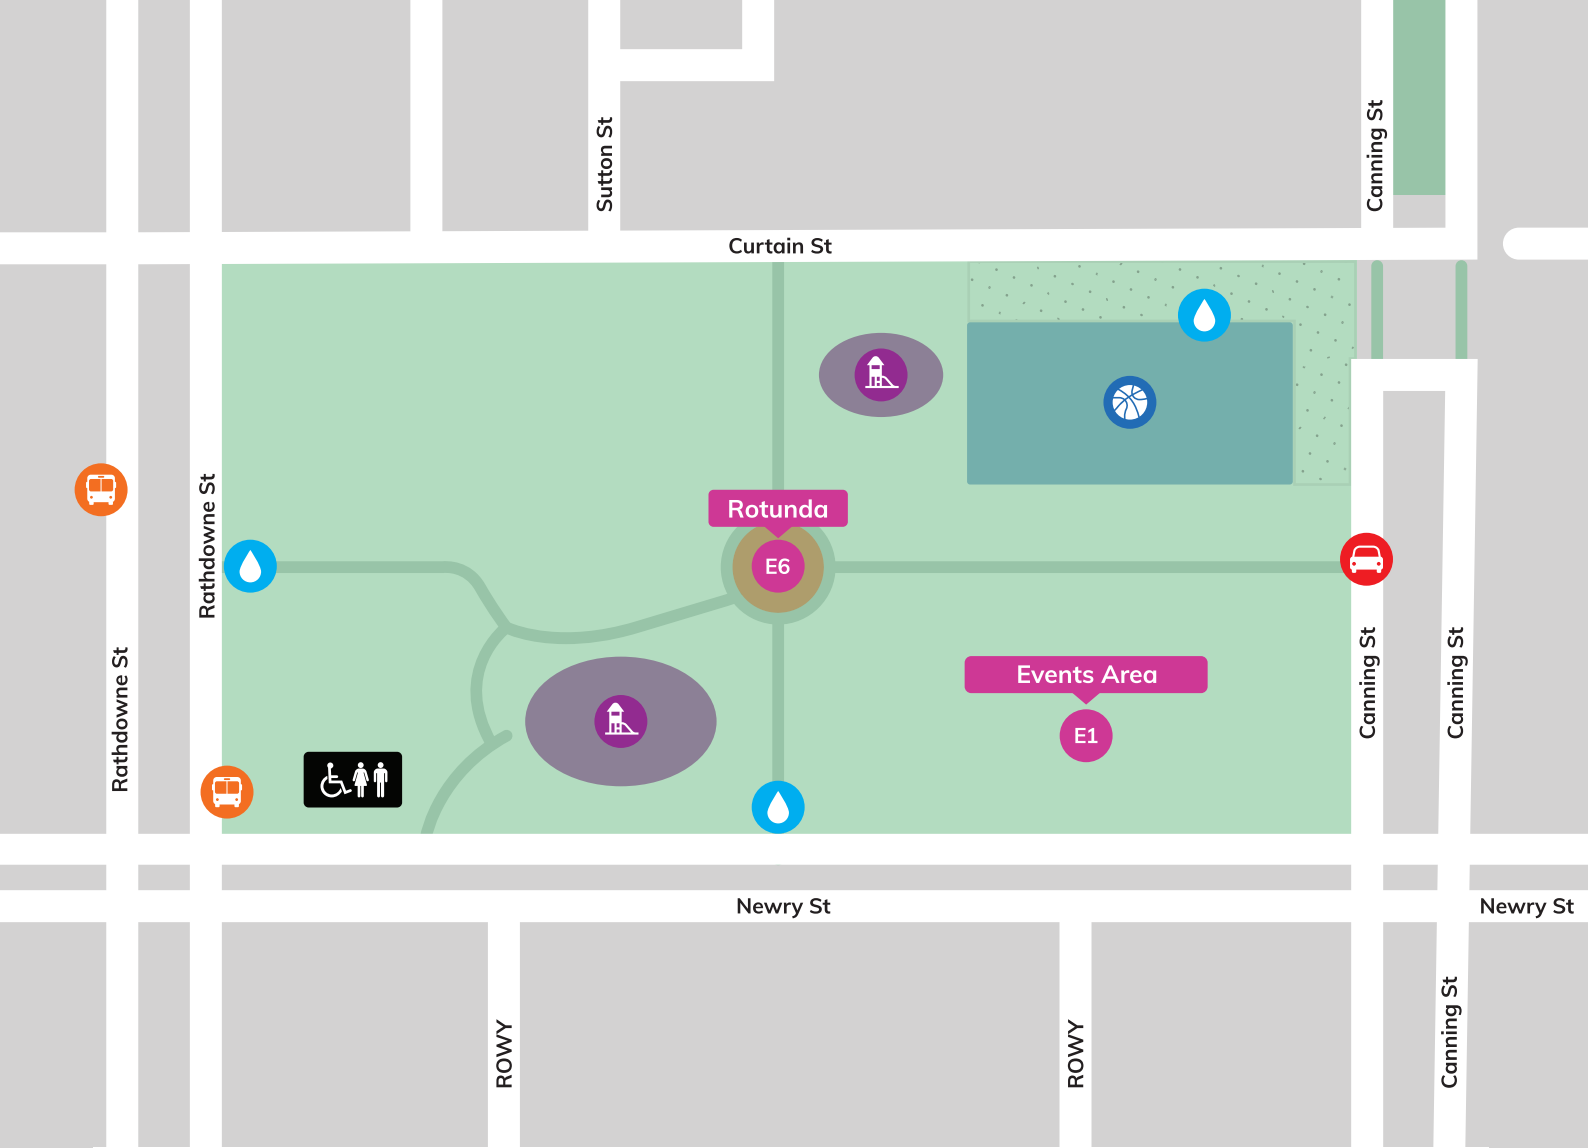 Sutton St
Canning St
Curtain St
Rathdowne St
Rotunda
E6
Rathdowne St
Events Area
E1
Canning St
Canning St
Newry St
Newry St
ROWY
ROWY
Canning St